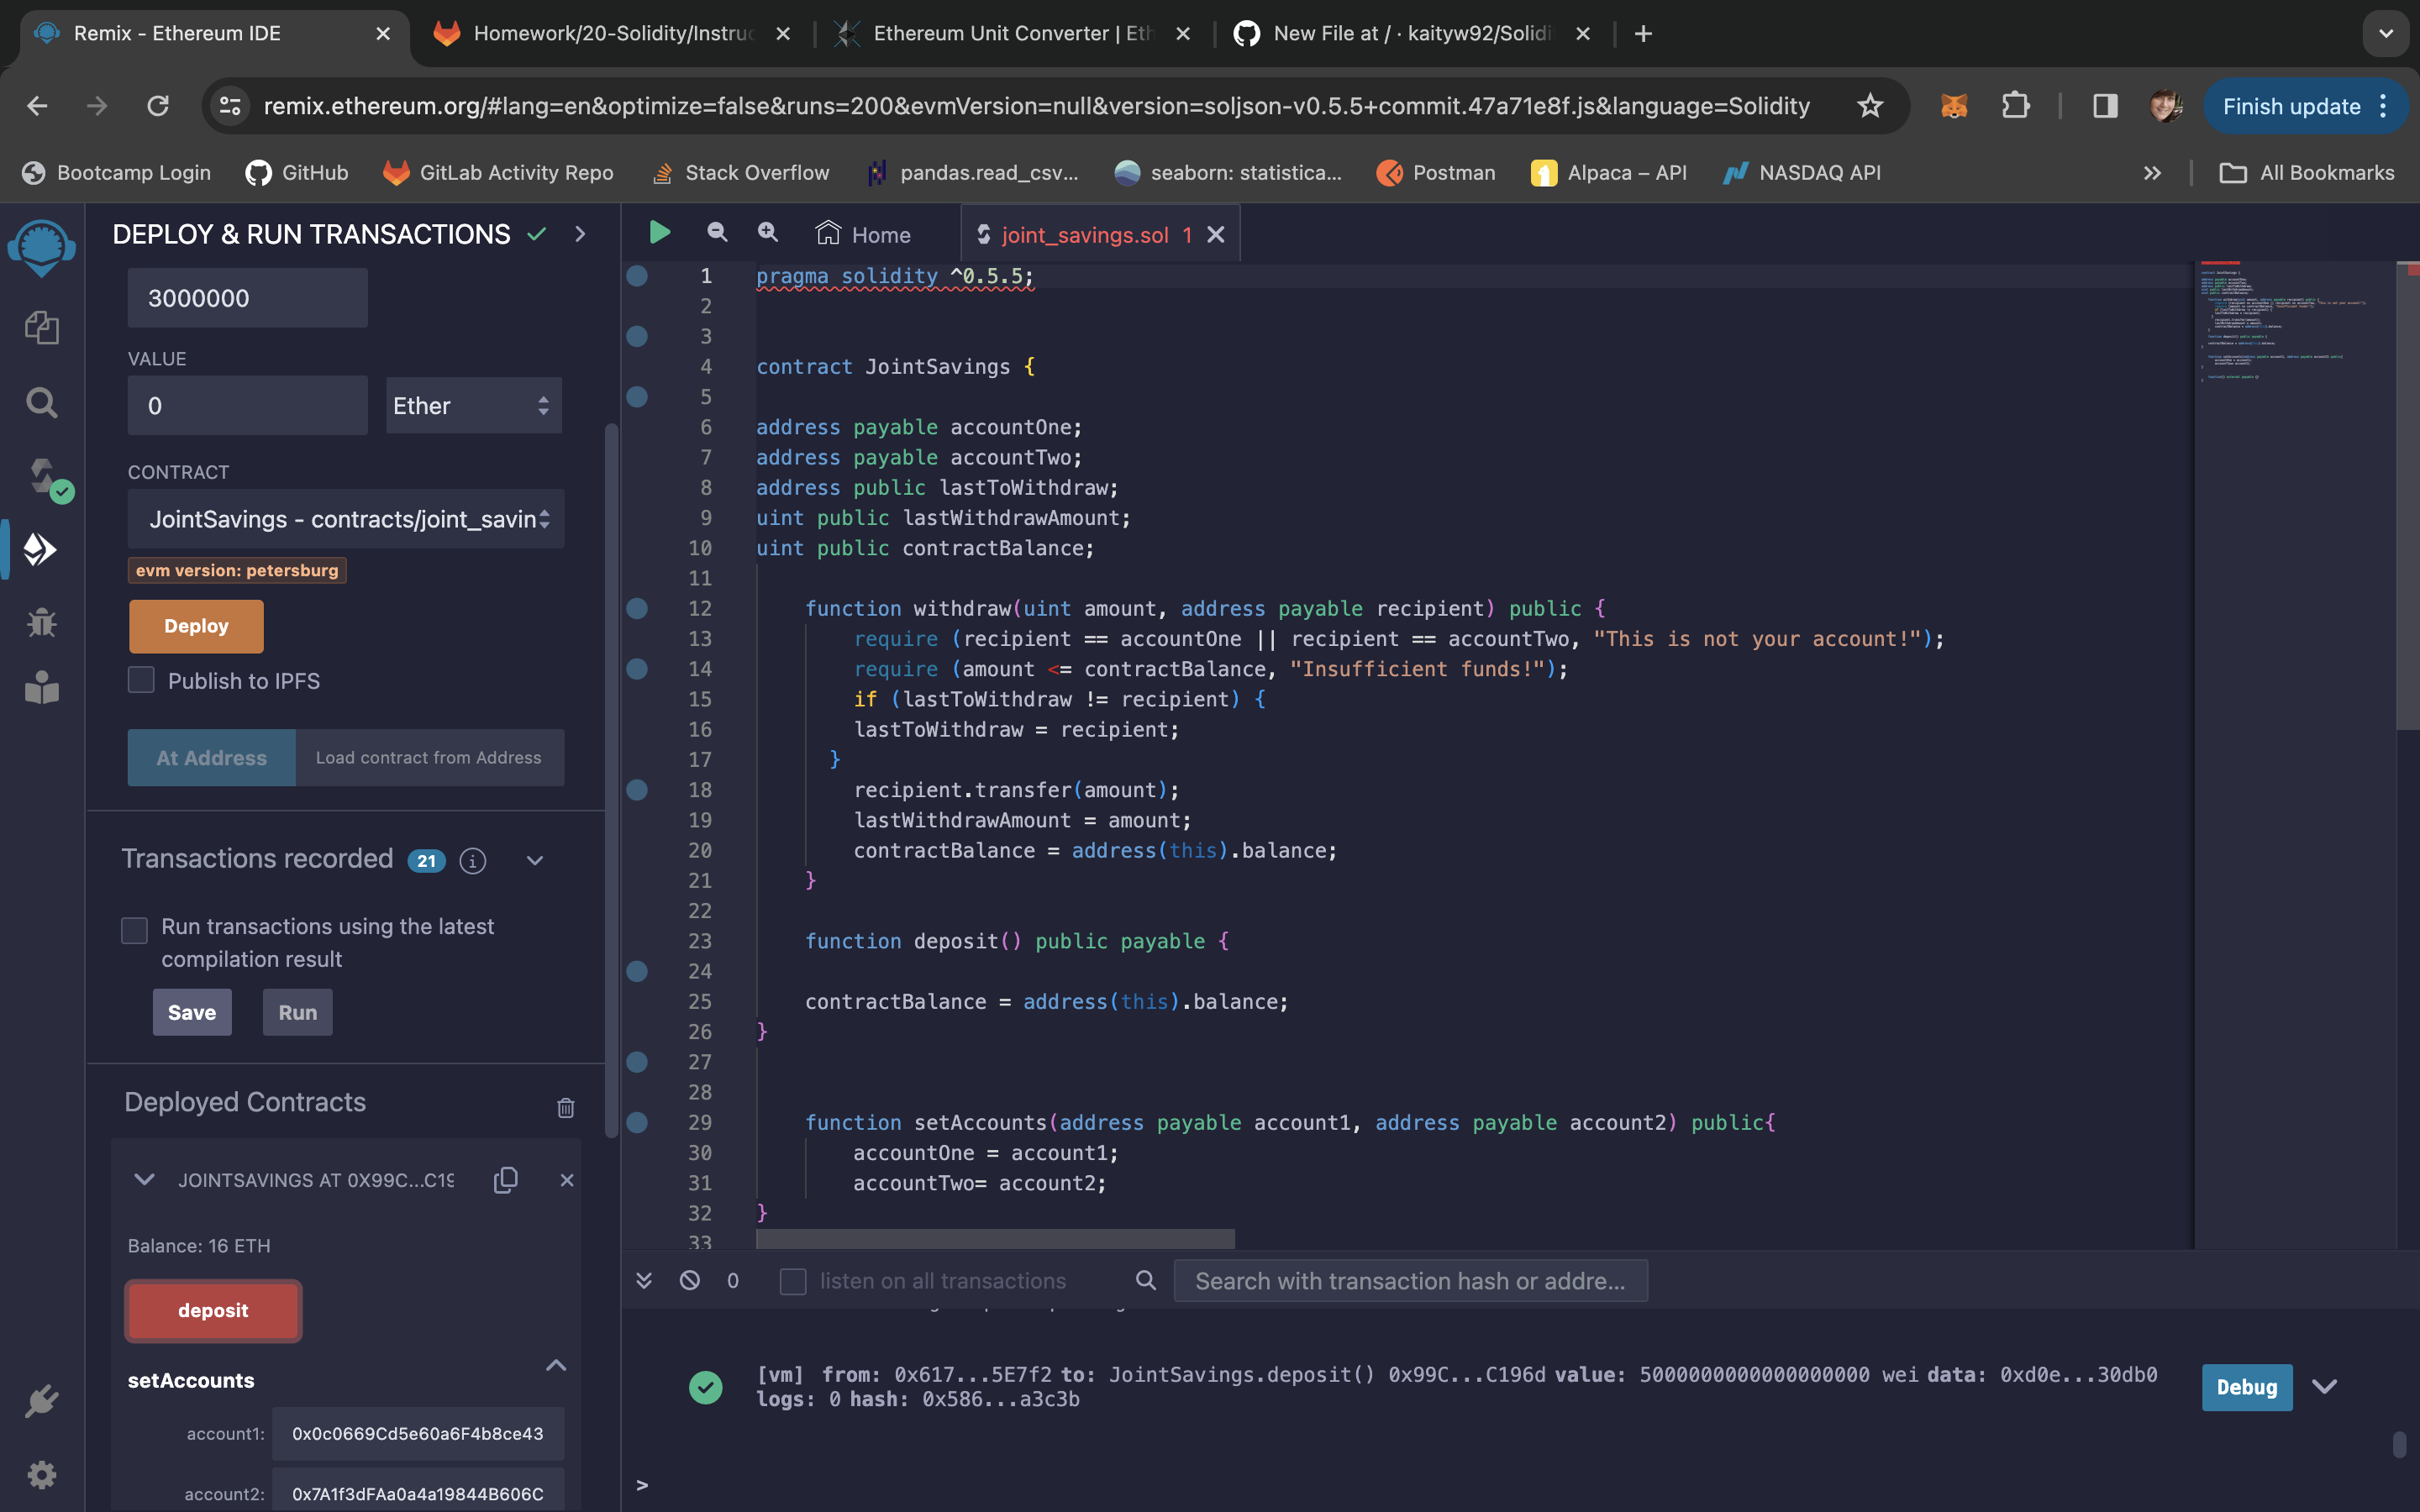 Remix - Ethereum IDE
Homework/20-Solidity/Instruc
Ethereum Unit Converter | Eth
New File at / · kaityw92/Solidi
remix.ethereum.org/#lang=en&optimize=false&runs=200&evmVersion=null&version=soljson-v0.5.5+commit.47a71e8f.js&language=Solidity
Finish update
Bootcamp Login
GitHub
GitLab Activity Repo
Stack Overflow
pandas.read_csv...
seaborn: statistica...
Postman
Alpaca – API
NASDAQ API
All Bookmarks
DEPLOY & RUN TRANSACTIONS
3000000
VALUE
0
Ether
CONTRACT
JointSavings - contracts/joint_savin
evm version: petersburg
Deploy
Publish to IPFS
At Address
Load contract from Address
Transactions recorded 21
Run transactions using the latest
compilation result
Save
Run
Deployed Contracts
JOINTSAVINGS AT 0X99C...C19
Balance: 16 ETH
deposit
setAccounts
account1: 0x0c0669Cd5e60a6F4b8ce43
account2: 0x7A1f3dFAa0a4a19844B606C
Home
joint_savings.sol 1
1 pragma solidity ^0.5.5;
2
3
4 contract JointSavings {
5
6 address payable accountOne;
7 address payable accountTwo;
8 address public lastToWithdraw;
9 uint public lastWithdrawAmount;
10 uint public contractBalance;
11
12 function withdraw(uint amount, address payable recipient) public {
13 require (recipient == accountOne || recipient == accountTwo, "This is not your account!");
14 require (amount <= contractBalance, "Insufficient funds!");
15 if (lastToWithdraw != recipient) {
16 lastToWithdraw = recipient;
17 }
18 recipient.transfer(amount);
19 lastWithdrawAmount = amount;
20 contractBalance = address(this).balance;
21 }
22
23 function deposit() public payable {
24
25 contractBalance = address(this).balance;
26 }
27
28
29 function setAccounts(address payable account1, address payable account2) public{
30 accountOne = account1;
31 accountTwo= account2;
32 }
33
0
listen on all transactions
Search with transaction hash or addre...
[vm] from: 0x617...5E7f2 to: JointSavings.deposit() 0x99C...C196d value: 5000000000000000000 wei data: 0xd0e...30db0
logs: 0 hash: 0x586...a3c3b
Debug
>